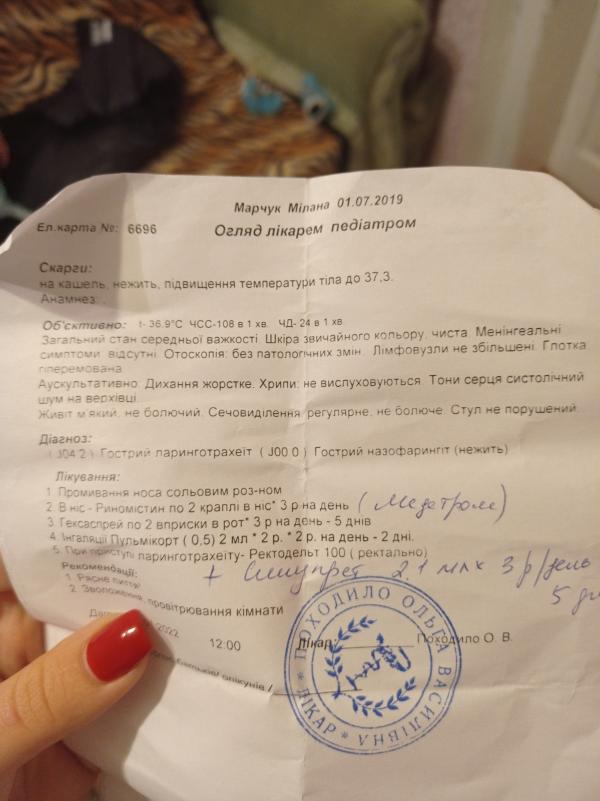 Марчук Мілана 01.07.2019
Ел.карта №: 6696 Огляд лікарем педіатром
Скарги:
на кашель, нежить, підвищення температури тіла до 37,3.
Анамнез: .
Об'єктивно: t- 36.9°C ЧСС-108 в 1 хв. ЧД- 24 в 1 хв.
Загальний стан середньої важкості. Шкіра звичайного кольору, чиста. Менінгеальні
симптоми відсутні. Отоскопія: без патологічних змін. Лімфовузли не збільшені. Глотка
гіперемована.
Аускультативно. Дихання жорстке. Хрипи: не вислуховуються. Тони серця систолічний
шум на верхівці.
Живіт м'який, не болючий. Сечовиділення регулярне, не болюче. Стул не порушений.
Діагноз:
( J04.2 ) Гострий ларинготрахеїт ( J00.0 ) Гострий назофарингіт (нежить)
Лікування:
1. Промивання носа сольовим роз-ном
2. В ніс - Риномістин по 2 краплі в ніс* 3 р на день
3. Гексаспрей по 2 вприски в рот* 3 р на день - 5 днів
4. Інгаляції Пульмікорт ( 0,5) 2 мл * 2 р. * 2 р. на день - 2 дні.
5. При приступі ларинготрахеїту- Ректодельт 100 ( ректально)
+ Синупрет 2,1 мл х 3 р/день
5
Рекомендації:
1. Рясне пиття
2. Зволоження, провітрювання кімнати
2022 12:00 Лікар: Походило О. В.
опікунів /
ПОХОДИЛО ОЛЬГА ВАСИЛІВНА * ЛІКАР *